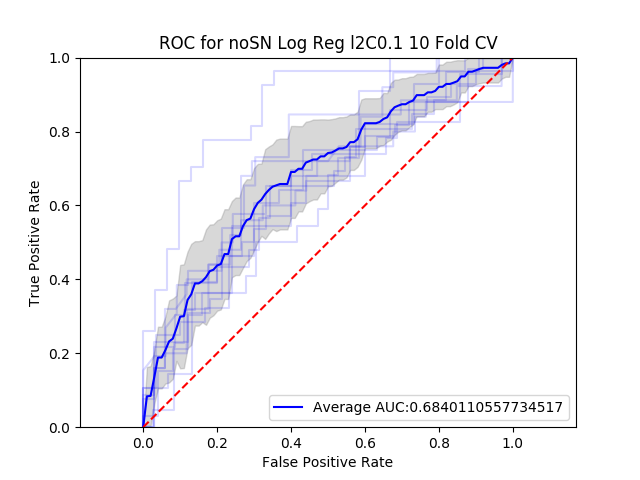 ROC for noSN Log Reg l2C0.1 10 Fold CV
True Positive Rate
1.0
0.8
0.6
0.4
0.2
0.0
Average AUC:0.6840110557734517
0.0 0.2 0.4 0.6 0.8 1.0
False Positive Rate